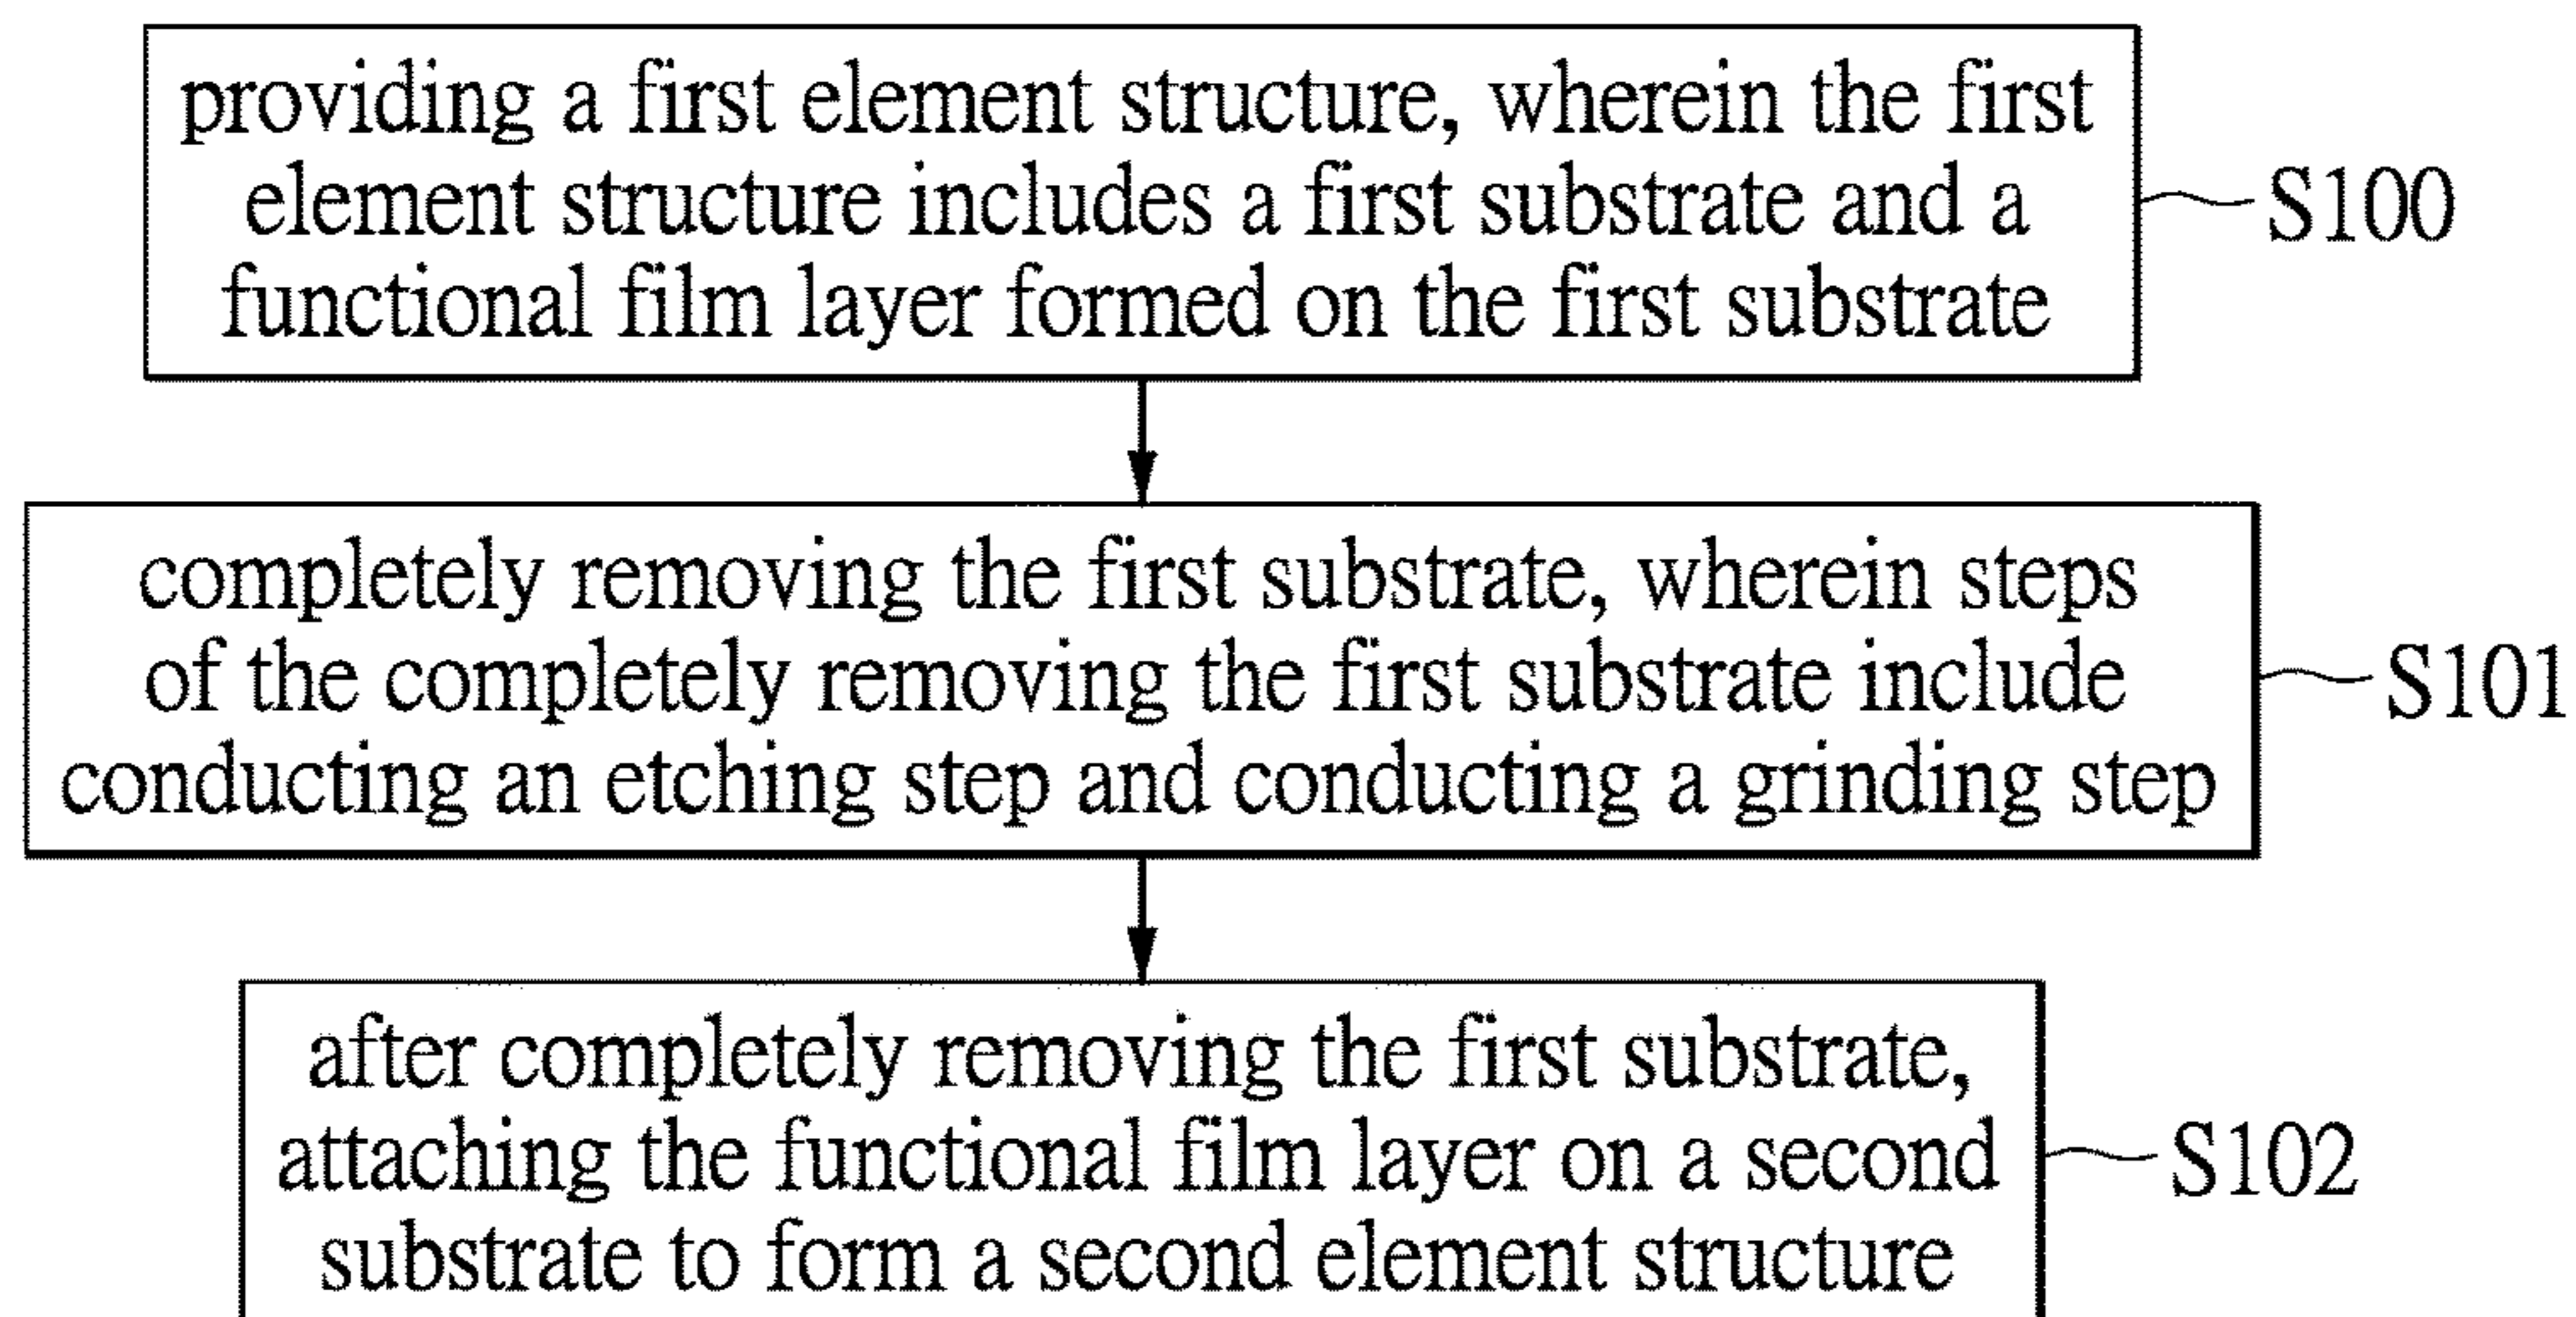 providing a first element structure, wherein the first
element structure includes a first substrate and a
functional film layer formed on the first substrate
S100
completely removing the first substrate, wherein steps
of the completely removing the first substrate include
conducting an etching step and conducting a grinding step
S101
after completely removing the first substrate,
attaching the functional film layer on a second
substrate to form a second element structure
S102